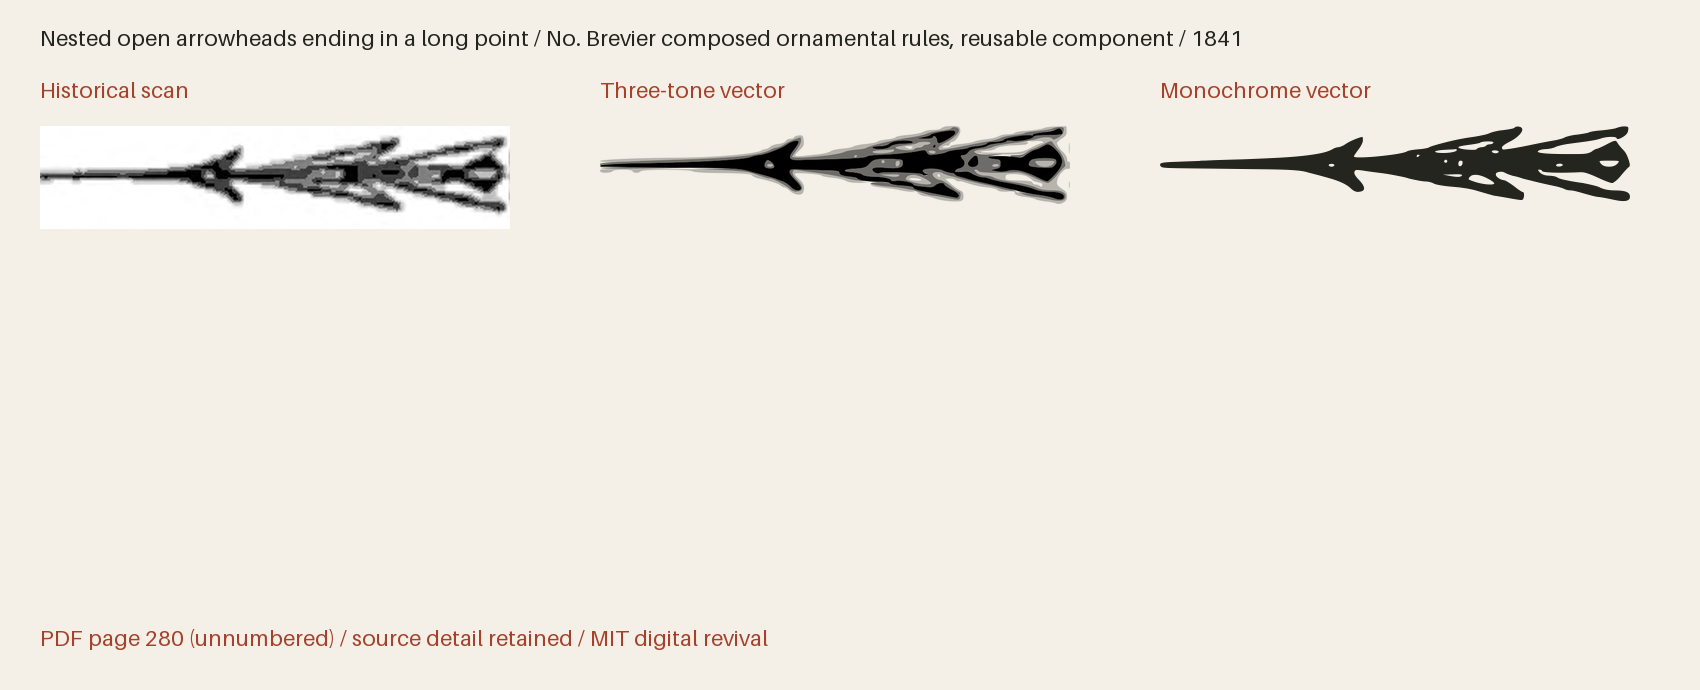 Nested open arrowheads ending in a long point / No. Brevier composed ornamental rules, reusable component / 1841
Historical scan
Three-tone vector
Monochrome vector
PDF page 280 (unnumbered) / source detail retained / MIT digital revival